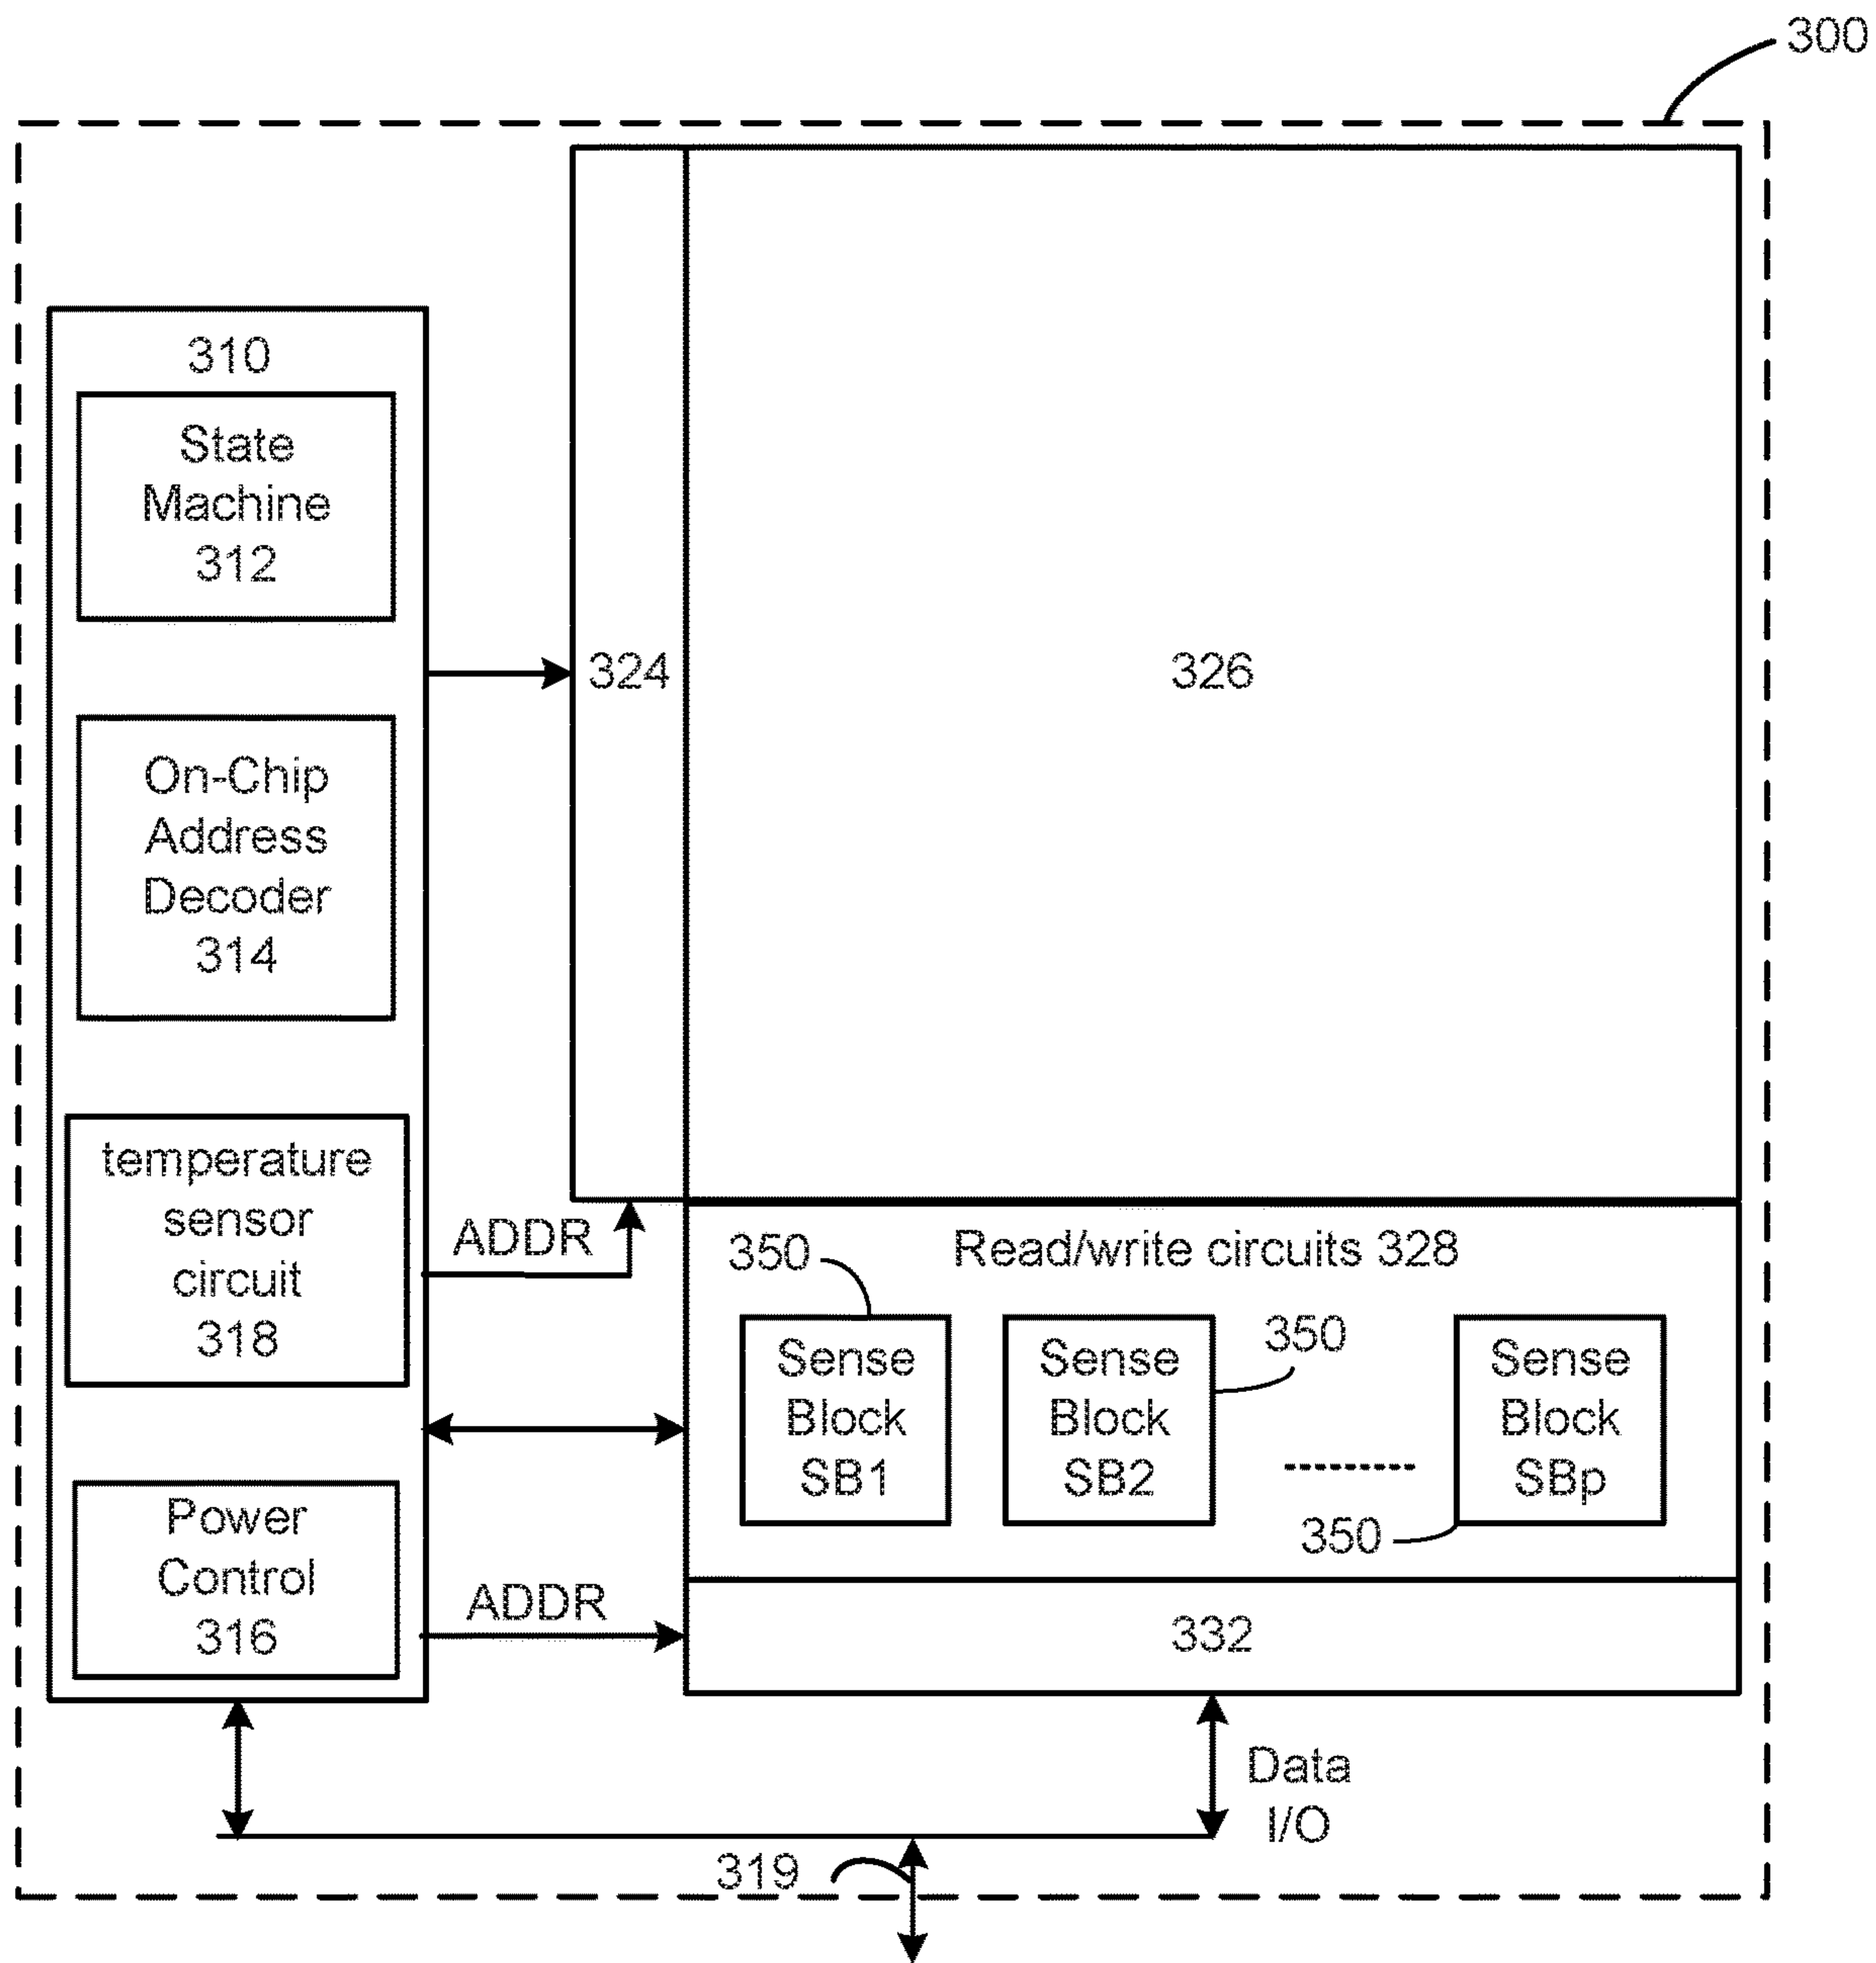 300
310
State
Machine
312
324
326
On-Chip
Address
Decoder
314
temperature
sensor
circuit
318
ADDR
Read/write circuits 328
350
350
Sense
Block
SB1
Sense
Block
SB2
Sense
Block
SBp
350
Power
Control
316
ADDR
332
Data
I/O
319